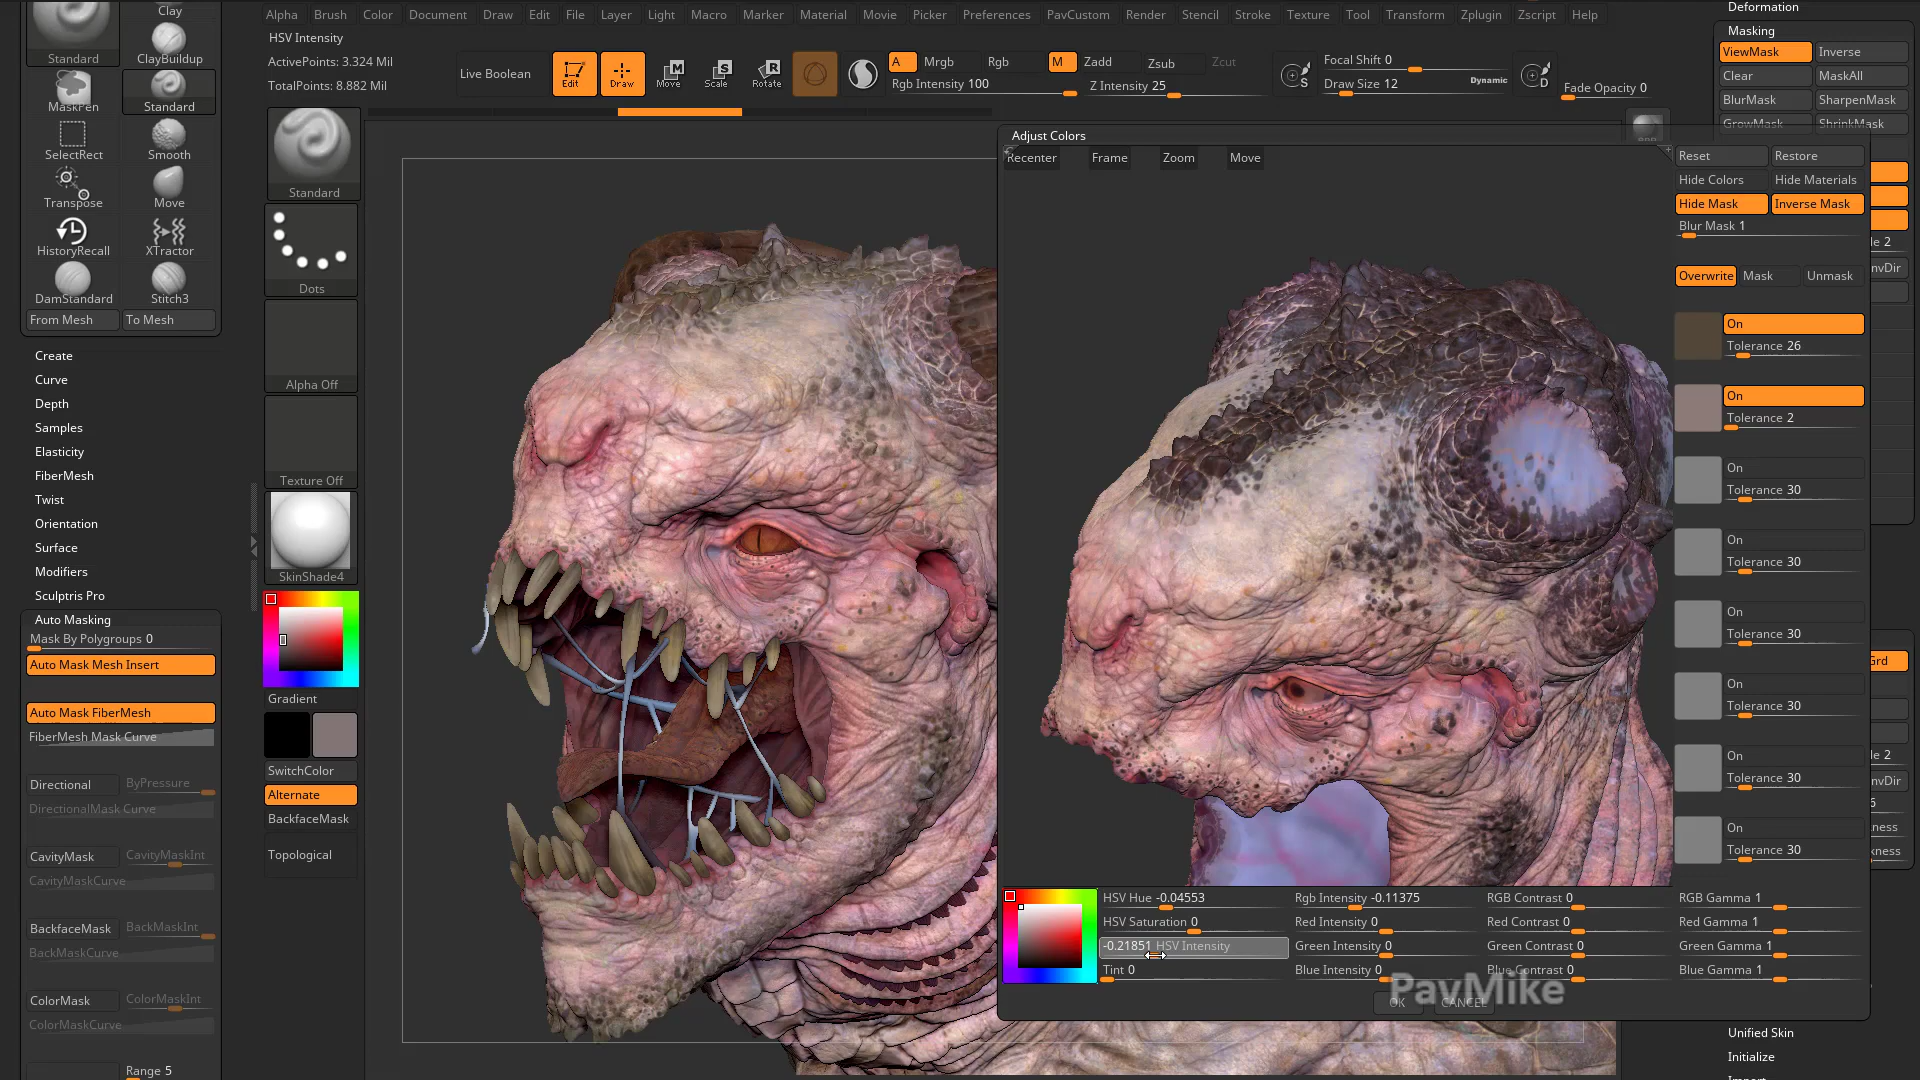 Alpha Brush Color Document Draw Edit File Layer Light Macro Marker Material Movie Picker Preferences PavCustom Render Stencil Stroke Texture Tool Transform Zplugin Zscript Help
HSV Intensity
ActivePoints: 3.324 Mil
TotalPoints: 8.882 Mil
Live Boolean
Edit
Draw
Move
Scale
Rotate
A
Mrgb
Rgb
M
Zadd
Zsub
Zcut
Rgb Intensity 100
Z Intensity 25
S
Focal Shift 0
Draw Size 12
Dynamic
D
Fade Opacity 0
Clay
Standard
ClayBuildup
MaskPen
Standard
SelectRect
Smooth
Transpose
Move
HistoryRecall
XTractor
DamStandard
Stitch3
From Mesh
To Mesh
Create
Curve
Depth
Samples
Elasticity
FiberMesh
Twist
Orientation
Surface
Modifiers
Sculptris Pro
Auto Masking
Mask By Polygroups 0
Auto Mask Mesh Insert
Auto Mask FiberMesh
FiberMesh Mask Curve
Directional
ByPressure
DirectionalMask Curve
CavityMask
CavityMaskInt
CavityMaskCurve
BackfaceMask
BackMaskInt
BackMaskCurve
ColorMask
ColorMaskInt
ColorMaskCurve
Range 5
Standard
Dots
Alpha Off
Texture Off
SkinShade4
Gradient
SwitchColor
Alternate
BackfaceMask
Topological
Adjust Colors
Recenter
Frame
Zoom
Move
Reset
Restore
Hide Colors
Hide Materials
Hide Mask
Inverse Mask
Blur Mask 1
Overwrite
Mask
Unmask
On
Tolerance 26
On
Tolerance 2
On
Tolerance 30
On
Tolerance 30
On
Tolerance 30
On
Tolerance 30
On
Tolerance 30
On
Tolerance 30
HSV Hue -0.04553
Rgb Intensity -0.11375
RGB Contrast 0
RGB Gamma 1
HSV Saturation 0
Red Intensity 0
Red Contrast 0
Red Gamma 1
-0.21851 HSV Intensity
Green Intensity 0
Green Contrast 0
Green Gamma 1
Tint 0
Blue Intensity 0
Blue Contrast 0
Blue Gamma 1
OK
CANCEL
PavMike
Deformation
Masking
ViewMask
Inverse
Clear
MaskAll
BlurMask
SharpenMask
GrowMask
ShrinkMask
le 2
nvDir
Grd
le 2
nvDir
6
ness
kness
Unified Skin
Initialize